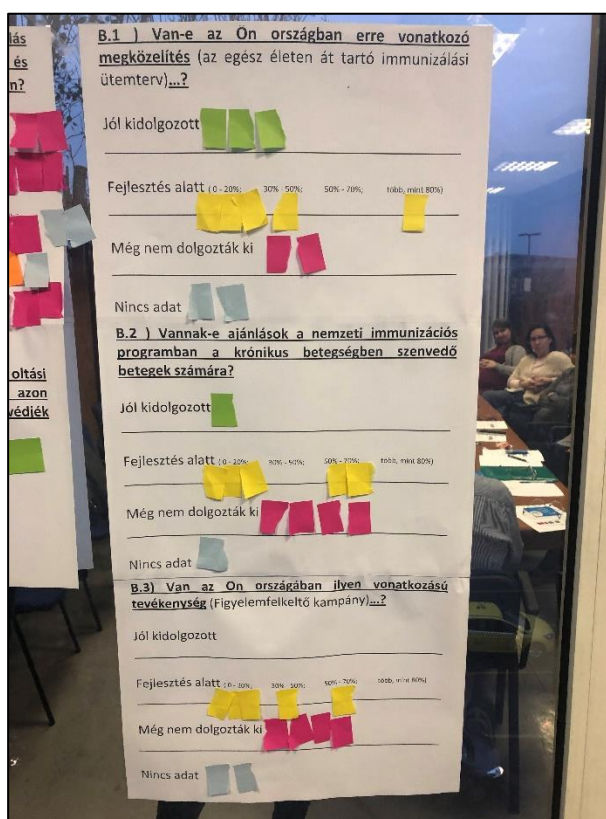 lás
és
n?
oltási
azon
védjék
B.1 ) Van-e az Ön országban erre vonatkozó
megközelítés (az egész életen át tartó immunizálási
ütemterv)...?
Jól kidolgozott
Fejlesztés alatt ( 0 - 20%; 30% - 50%; 50% - 70%; több, mint 80%)
Még nem dolgozták ki
Nincs adat
B.2 ) Vannak-e ajánlások a nemzeti immunizációs
programban a krónikus betegségben szenvedő
betegek számára?
Jól kidolgozott
Fejlesztés alatt ( 0 - 20%; 30% - 50%; 50% - 70%; több, mint 80%)
Még nem dolgozták ki
Nincs adat
B.3) Van az Ön országában ilyen vonatkozású
tevékenység (Figyelemfelkeltő kampány)...?
Jól kidolgozott
Fejlesztés alatt ( 0 - 20%; 30% - 50%; 50% - 70%; több, mint 80%)
Még nem dolgozták ki
Nincs adat